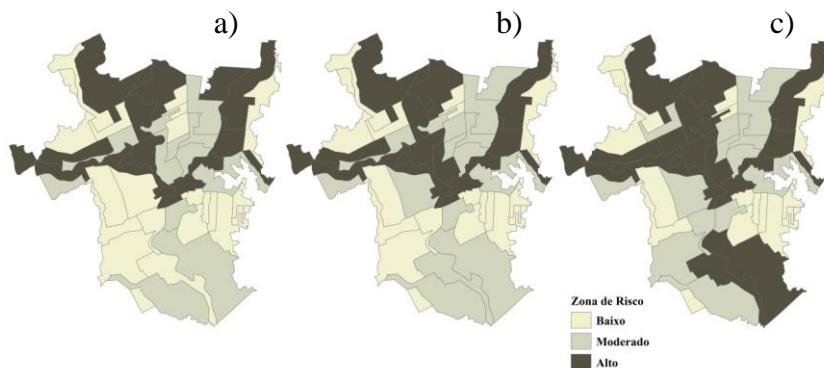 a)
b)
c)
Zona de Risco
Baixo
Moderado
Alto